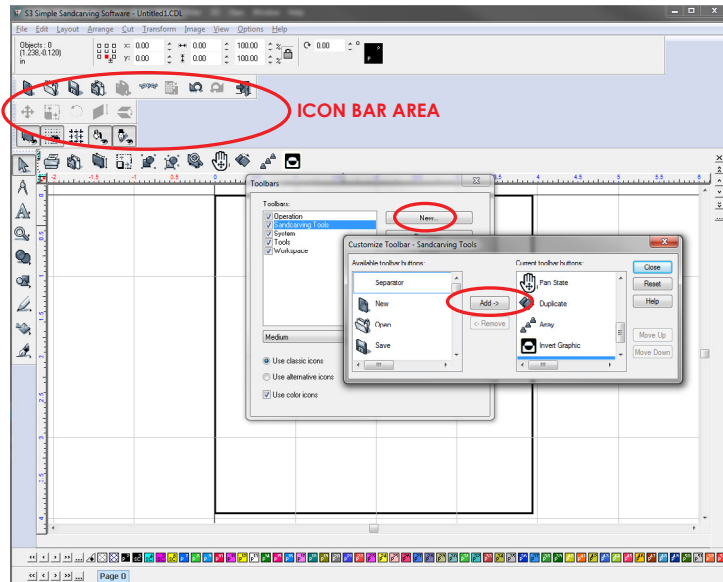 S3 Simple Sandcarving Software - Untitled1.CDL
File Edit Layout Arrange Cut Transform Image View Options Help
Objects : 0
(1.238,-0.120)
in
X: 0.00 0.00 100.00 % 0.00 °
Y: 0.00 0.00 100.00 %
ICON BAR AREA
Toolbars
Toolbars:
Operation
Sandcarving Tools
System
Tools
Workspace
New...
Medium
Use classic icons
Use alternative icons
Use color icons
Customize Toolbar - Sandcarving Tools
Available toolbar buttons:
Separator
New
Open
Save
Add ->
<- Remove
Current toolbar buttons:
Pan State
Duplicate
Array
Invert Graphic
Close
Reset
Help
Move Up
Move Down
Page 0